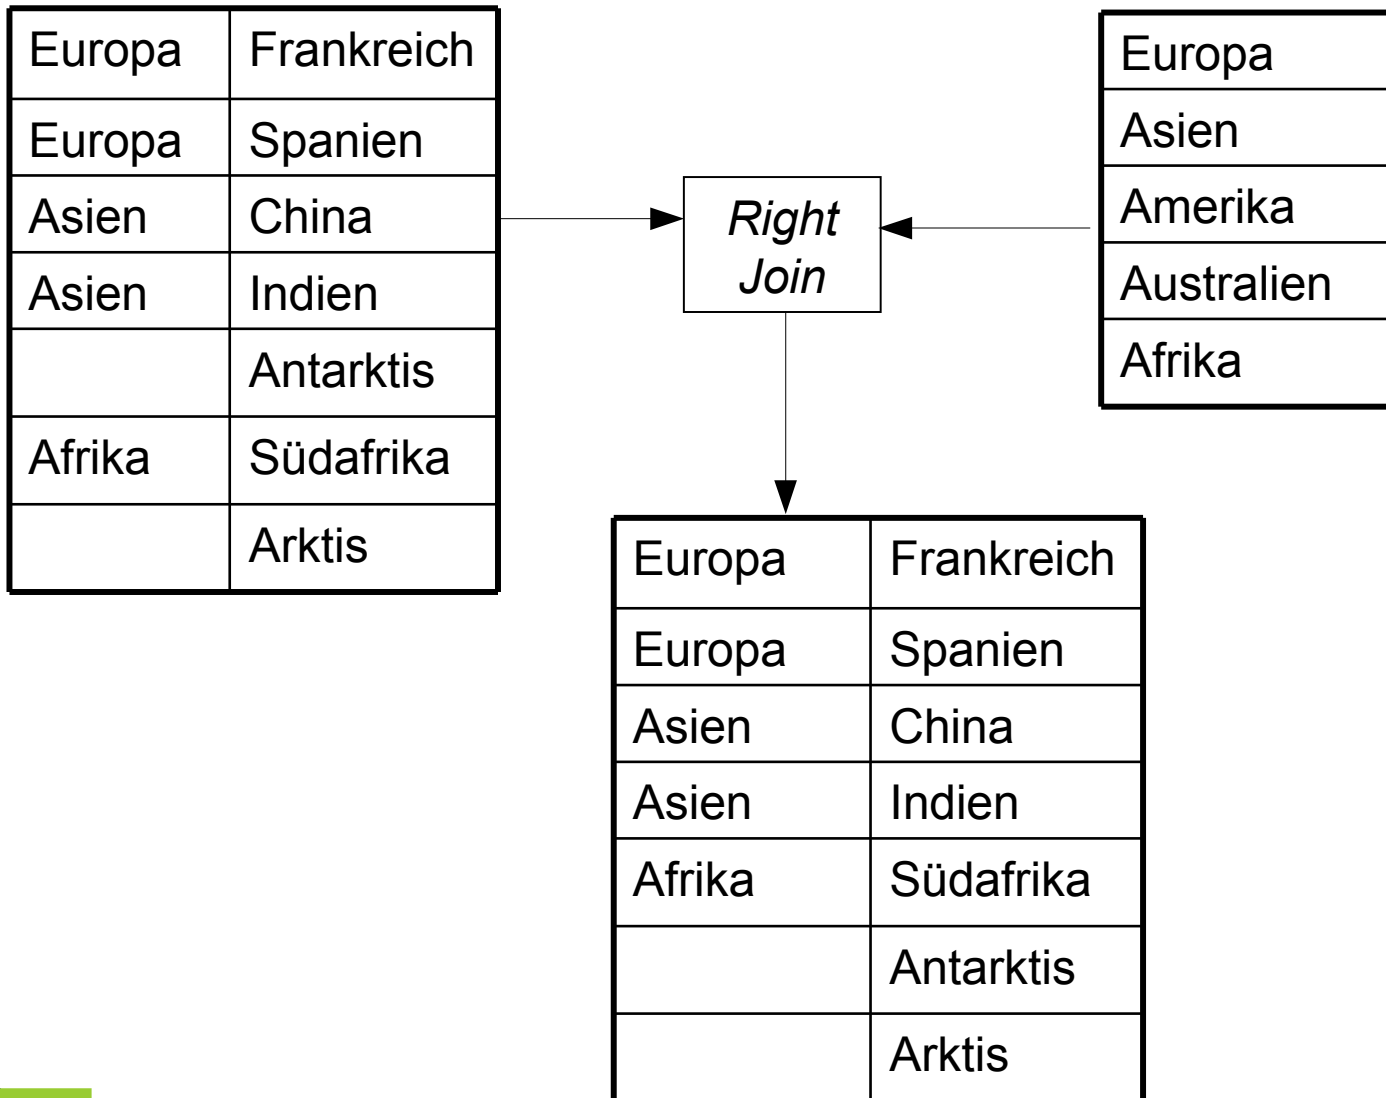 Europa Frankreich
Europa Spanien
Asien China
Asien Indien
Antarktis
Afrika Südafrika
Arktis
Right
Join
Europa
Asien
Amerika
Australien
Afrika
Europa Frankreich
Europa Spanien
Asien China
Asien Indien
Afrika Südafrika
Antarktis
Arktis